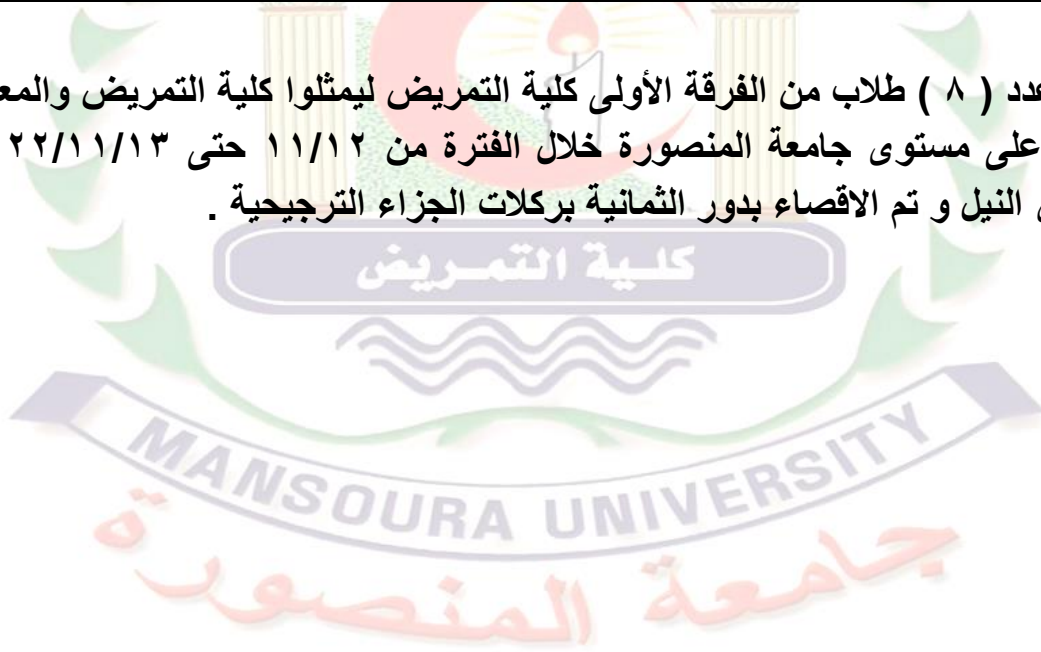 عدد ( ٨ ) طلاب من الفرقة الأولى كلية التمريض ليمثلوا كلية التمريض
على مستوى جامعة المنصورة خلال الفترة من ١١/١٢ حتى ٢٢/١١/١٣
النيل و تم الاقصاء بدور الثمانية بركلات الجزاء الترجيحية .
كلية التمريض
MANSOURA UNIVERSITY
جامعة المنصورة